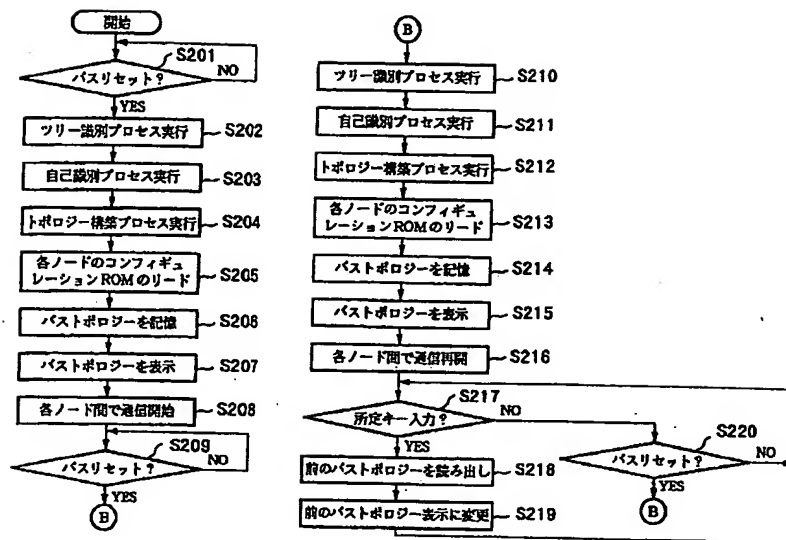 開始
バスリセット？
S201
NO
YES
ツリー識別プロセス実行
S202
自己識別プロセス実行
S203
トポロジー構築プロセス実行
S204
各ノードのコンフィギュ
レーションROMのリード
S205
バストポロジーを記憶
S206
バストポロジーを表示
S207
各ノード間で通信開始
S208
バスリセット？
S209
NO
YES
B
B
ツリー識別プロセス実行
S210
自己識別プロセス実行
S211
トポロジー構築プロセス実行
S212
各ノードのコンフィギュ
レーションROMのリード
S213
バストポロジーを記憶
S214
バストポロジーを表示
S215
各ノード間で通信再開
S216
所定キー入力？
S217
NO
YES
前のバストポロジーを読み出し
S218
前のバストポロジー表示に変更
S219
バスリセット？
S220
NO
YES
B